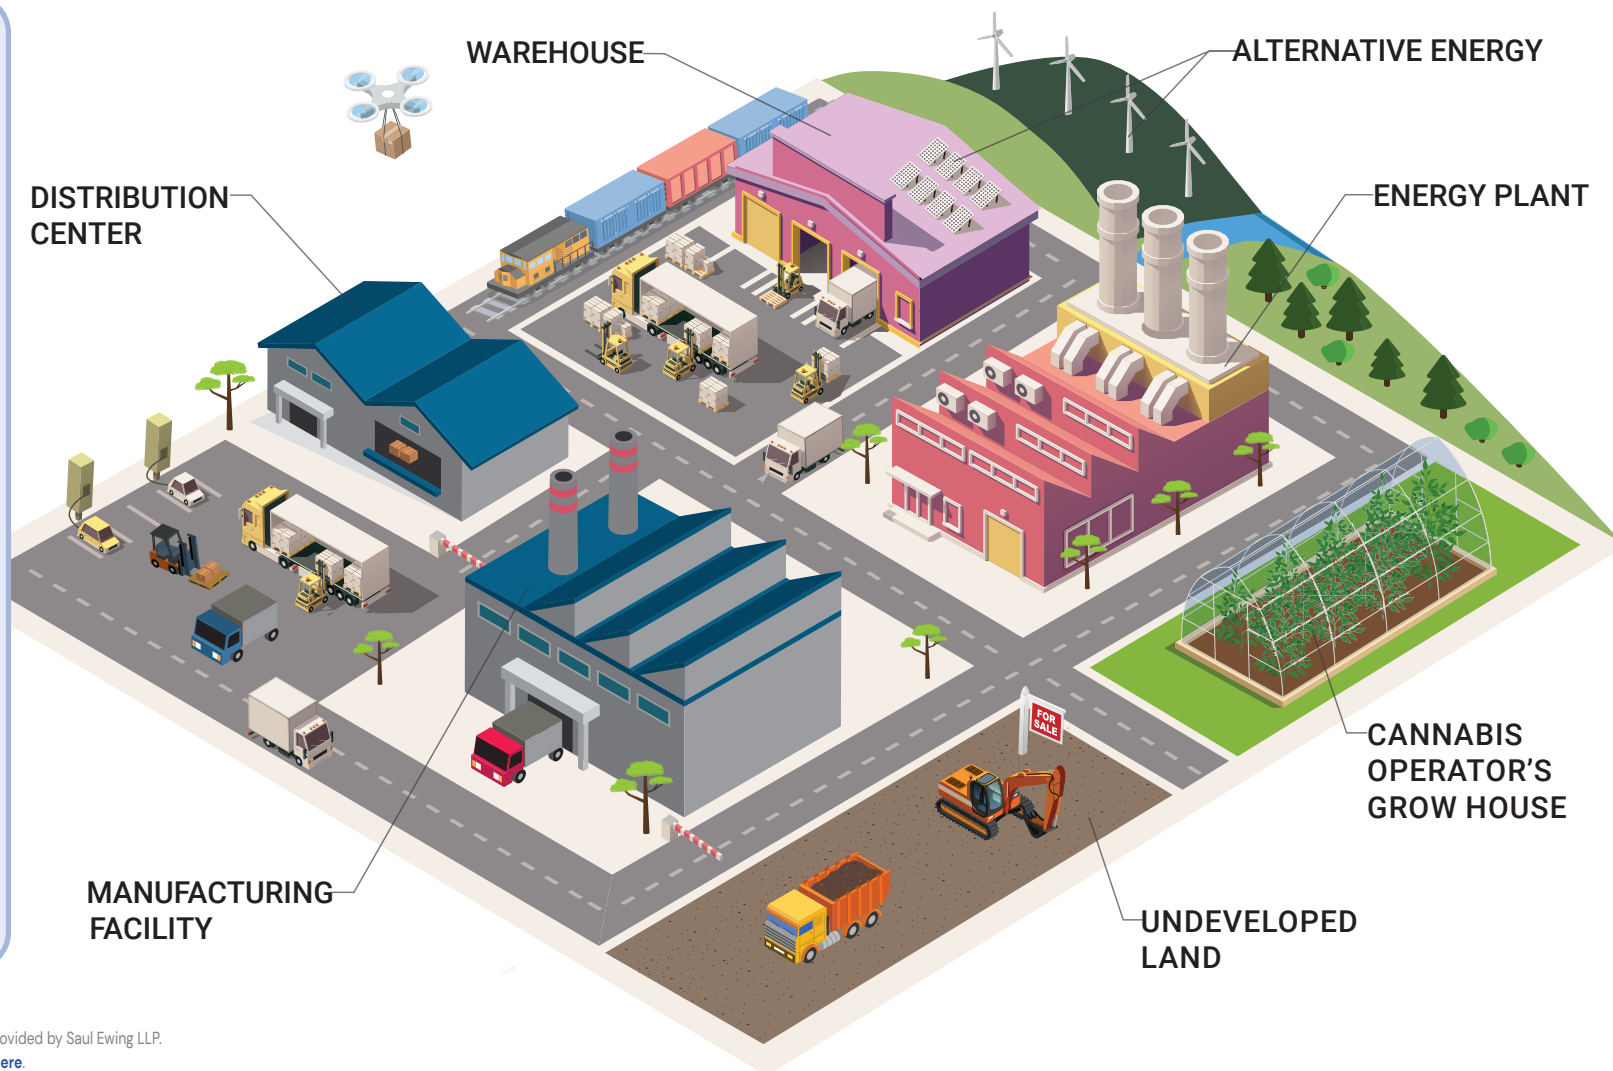 WAREHOUSE
ALTERNATIVE ENERGY
DISTRIBUTION
CENTER
ENERGY PLANT
FOR
SALE
CANNABIS
OPERATOR'S
GROW HOUSE
MANUFACTURING
FACILITY
UNDEVELOPED
LAND
ovided by Saul Ewing LLP.
ere.